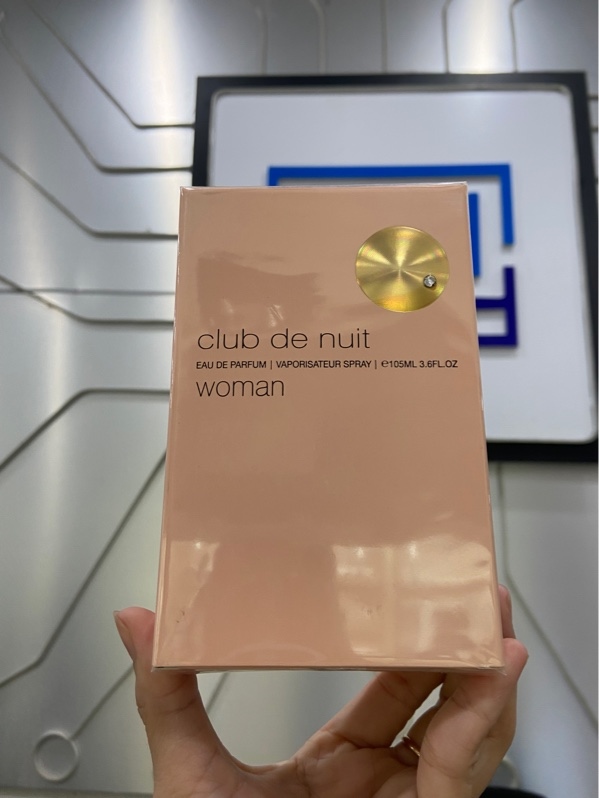 club de nuit
EAU DE PARFUM | VAPORISATEUR SPRAY | ℮105ML 3.6FL.OZ
woman